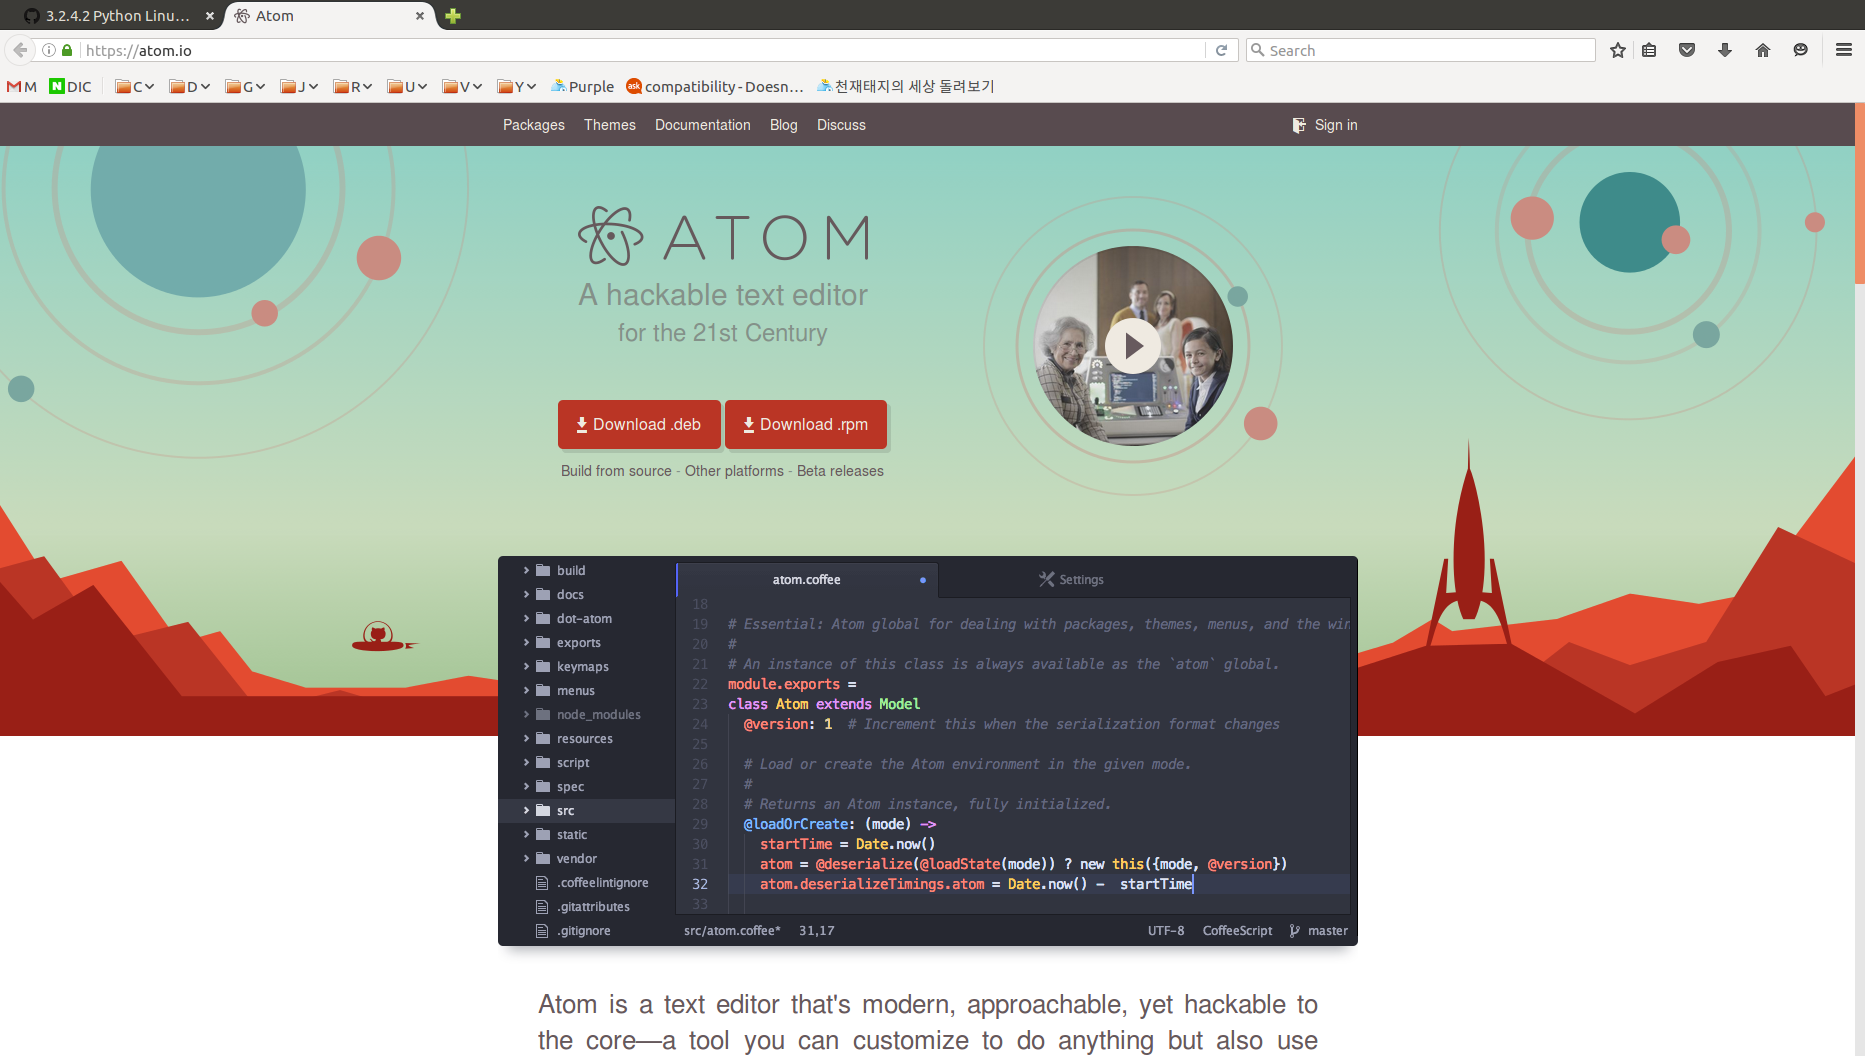 3.2.4.2 Python Linu...
Atom
https://atom.io
Search
M DIC C D G J R U V Y Purple compatibility - Doesn... 천재태지의 세상 돌려보기
Packages Themes Documentation Blog Discuss Sign in
ATOM
A hackable text editor
for the 21st Century
Download .deb Download .rpm
Build from source - Other platforms - Beta releases
build
docs
dot-atom
exports
keymaps
menus
node_modules
resources
script
spec
src
static
vendor
.coffeelintignore
.gitattributes
.gitignore
atom.coffee Settings
18
19 # Essential: Atom global for dealing with packages, themes, menus, and the win
20 #
21 # An instance of this class is always available as the `atom` global.
22 module.exports =
23 class Atom extends Model
24 @version: 1 # Increment this when the serialization format changes
25
26 # Load or create the Atom environment in the given mode.
27 #
28 # Returns an Atom instance, fully initialized.
29 @loadOrCreate: (mode) ->
30 startTime = Date.now()
31 atom = @deserialize(@loadState(mode)) ? new this({mode, @version})
32 atom.deserializeTimings.atom = Date.now() - startTime
33
src/atom.coffee* 31,17 UTF-8 CoffeeScript master
Atom is a text editor that's modern, approachable, yet hackable to
the core—a tool you can customize to do anything but also use